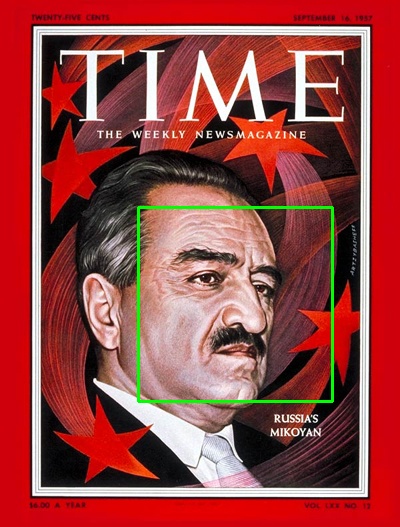 TWENTY-FIVE CENTS SEPTEMBER 16, 1957
TIME
THE WEEKLY NEWSMAGAZINE
RUSSIA'S
MIKOYAN
$6.00 A YEAR VOL. LXX NO. 12